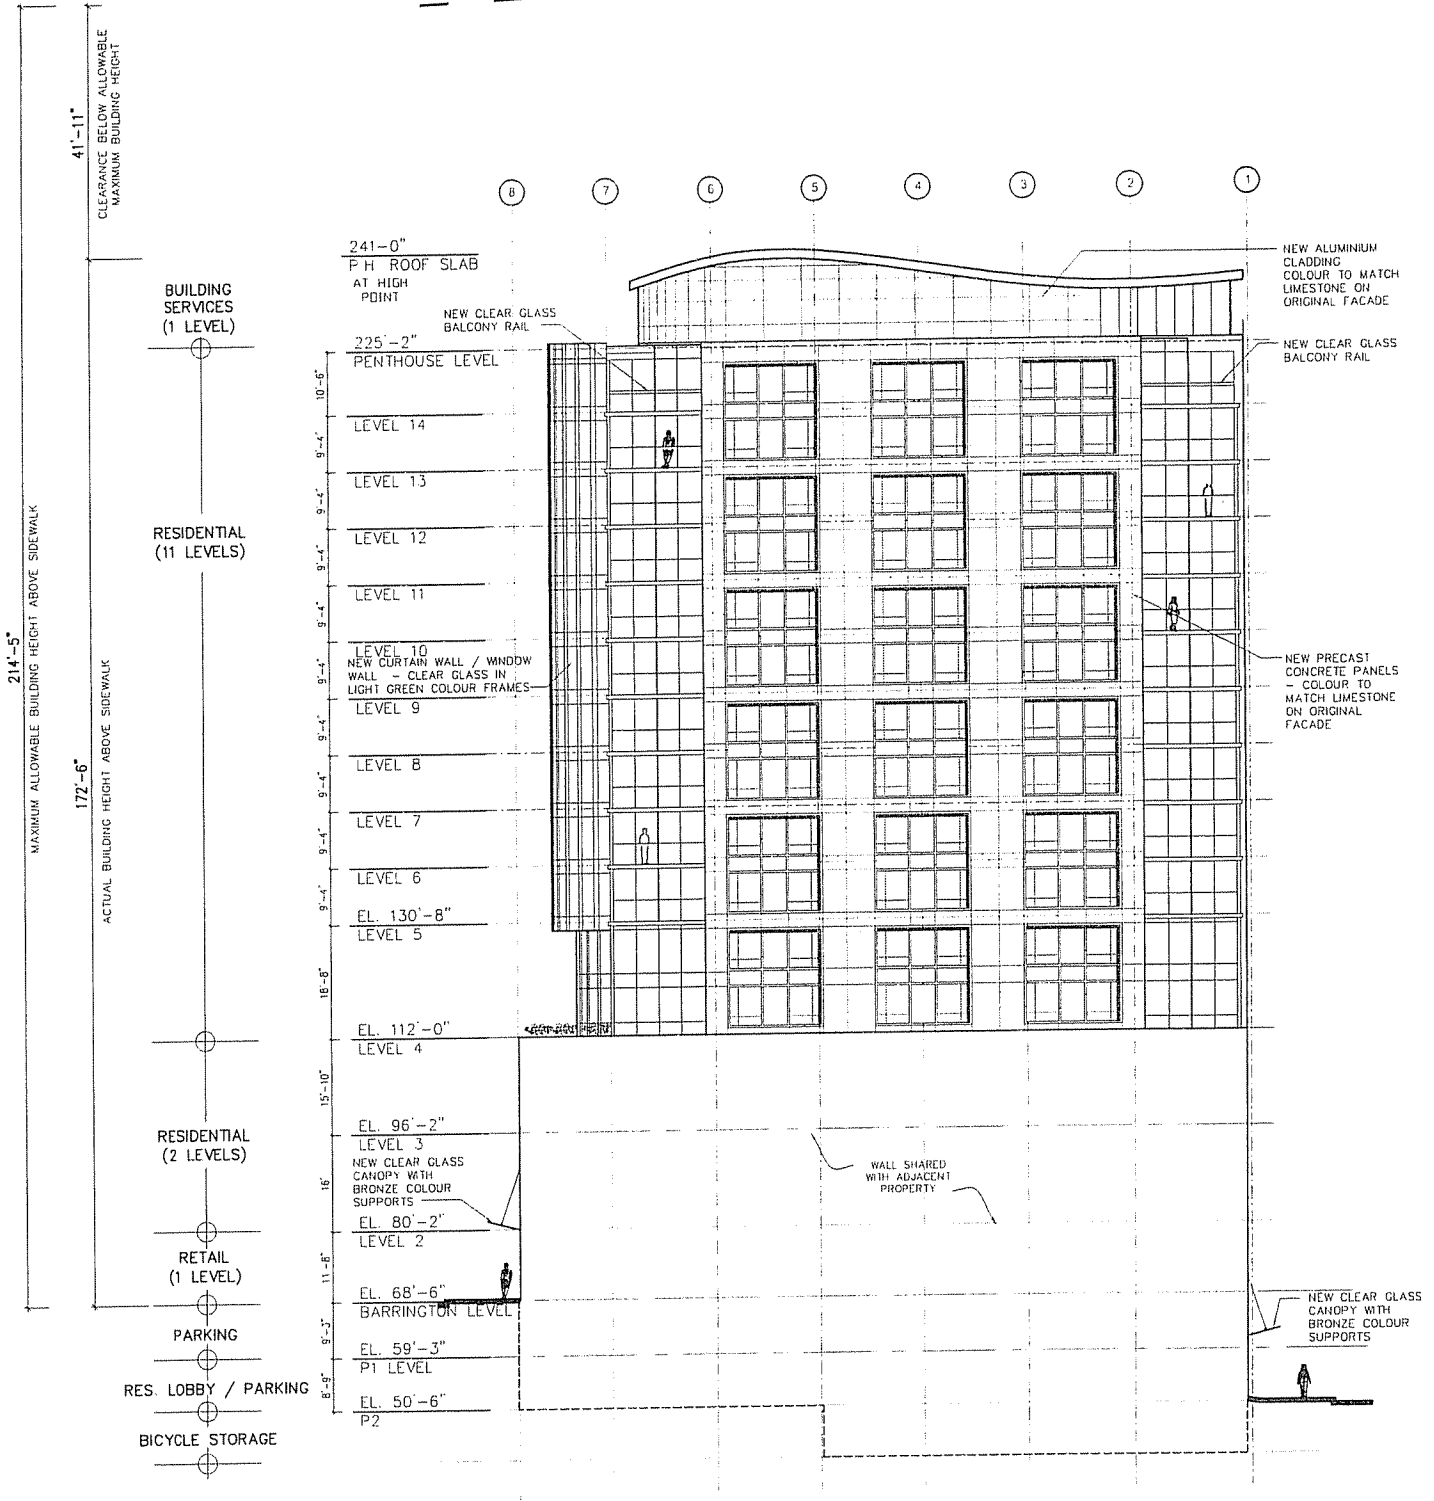 41'-11"
CLEARANCE BELOW ALLOWABLE
MAXIMUM BUILDING HEIGHT
214'-5"
MAXIMUM ALLOWABLE BUILDING HEIGHT ABOVE SIDEWALK
172'-6"
ACTUAL BUILDING HEIGHT ABOVE SIDEWALK
BUILDING
SERVICES
(1 LEVEL)
RESIDENTIAL
(11 LEVELS)
RESIDENTIAL
(2 LEVELS)
RETAIL
(1 LEVEL)
PARKING
RES. LOBBY / PARKING
BICYCLE STORAGE
8
7
6
5
4
3
2
1
241-0"
P H ROOF SLAB
AT HIGH
POINT
225'-2"
PENTHOUSE LEVEL
10'-6"
LEVEL 14
9'-4"
LEVEL 13
9'-4"
LEVEL 12
9'-4"
LEVEL 11
9'-4"
LEVEL 10
9'-4"
LEVEL 9
9'-4"
LEVEL 8
9'-4"
LEVEL 7
9'-4"
LEVEL 6
9'-4"
EL. 130'-8"
LEVEL 5
18'-8"
EL. 112'-0"
LEVEL 4
15'-10"
EL. 96'-2"
LEVEL 3
16'
EL. 80'-2"
LEVEL 2
11'-8"
EL. 68'-6"
BARRINGTON LEVEL
9'-3"
EL. 59'-3"
P1 LEVEL
8'-9"
EL. 50'-6"
P2
NEW CLEAR GLASS
BALCONY RAIL
NEW CURTAIN WALL / WINDOW
WALL - CLEAR GLASS IN
LIGHT GREEN COLOUR FRAMES
NEW CLEAR GLASS
CANOPY WITH
BRONZE COLOUR
SUPPORTS
WALL SHARED
WITH ADJACENT
PROPERTY
NEW ALUMINIUM
CLADDING
COLOUR TO MATCH
LIMESTONE ON
ORIGINAL FACADE
NEW CLEAR GLASS
BALCONY RAIL
NEW PRECAST
CONCRETE PANELS
- COLOUR TO
MATCH LIMESTONE
ON ORIGINAL
FACADE
NEW CLEAR GLASS
CANOPY WITH
BRONZE COLOUR
SUPPORTS